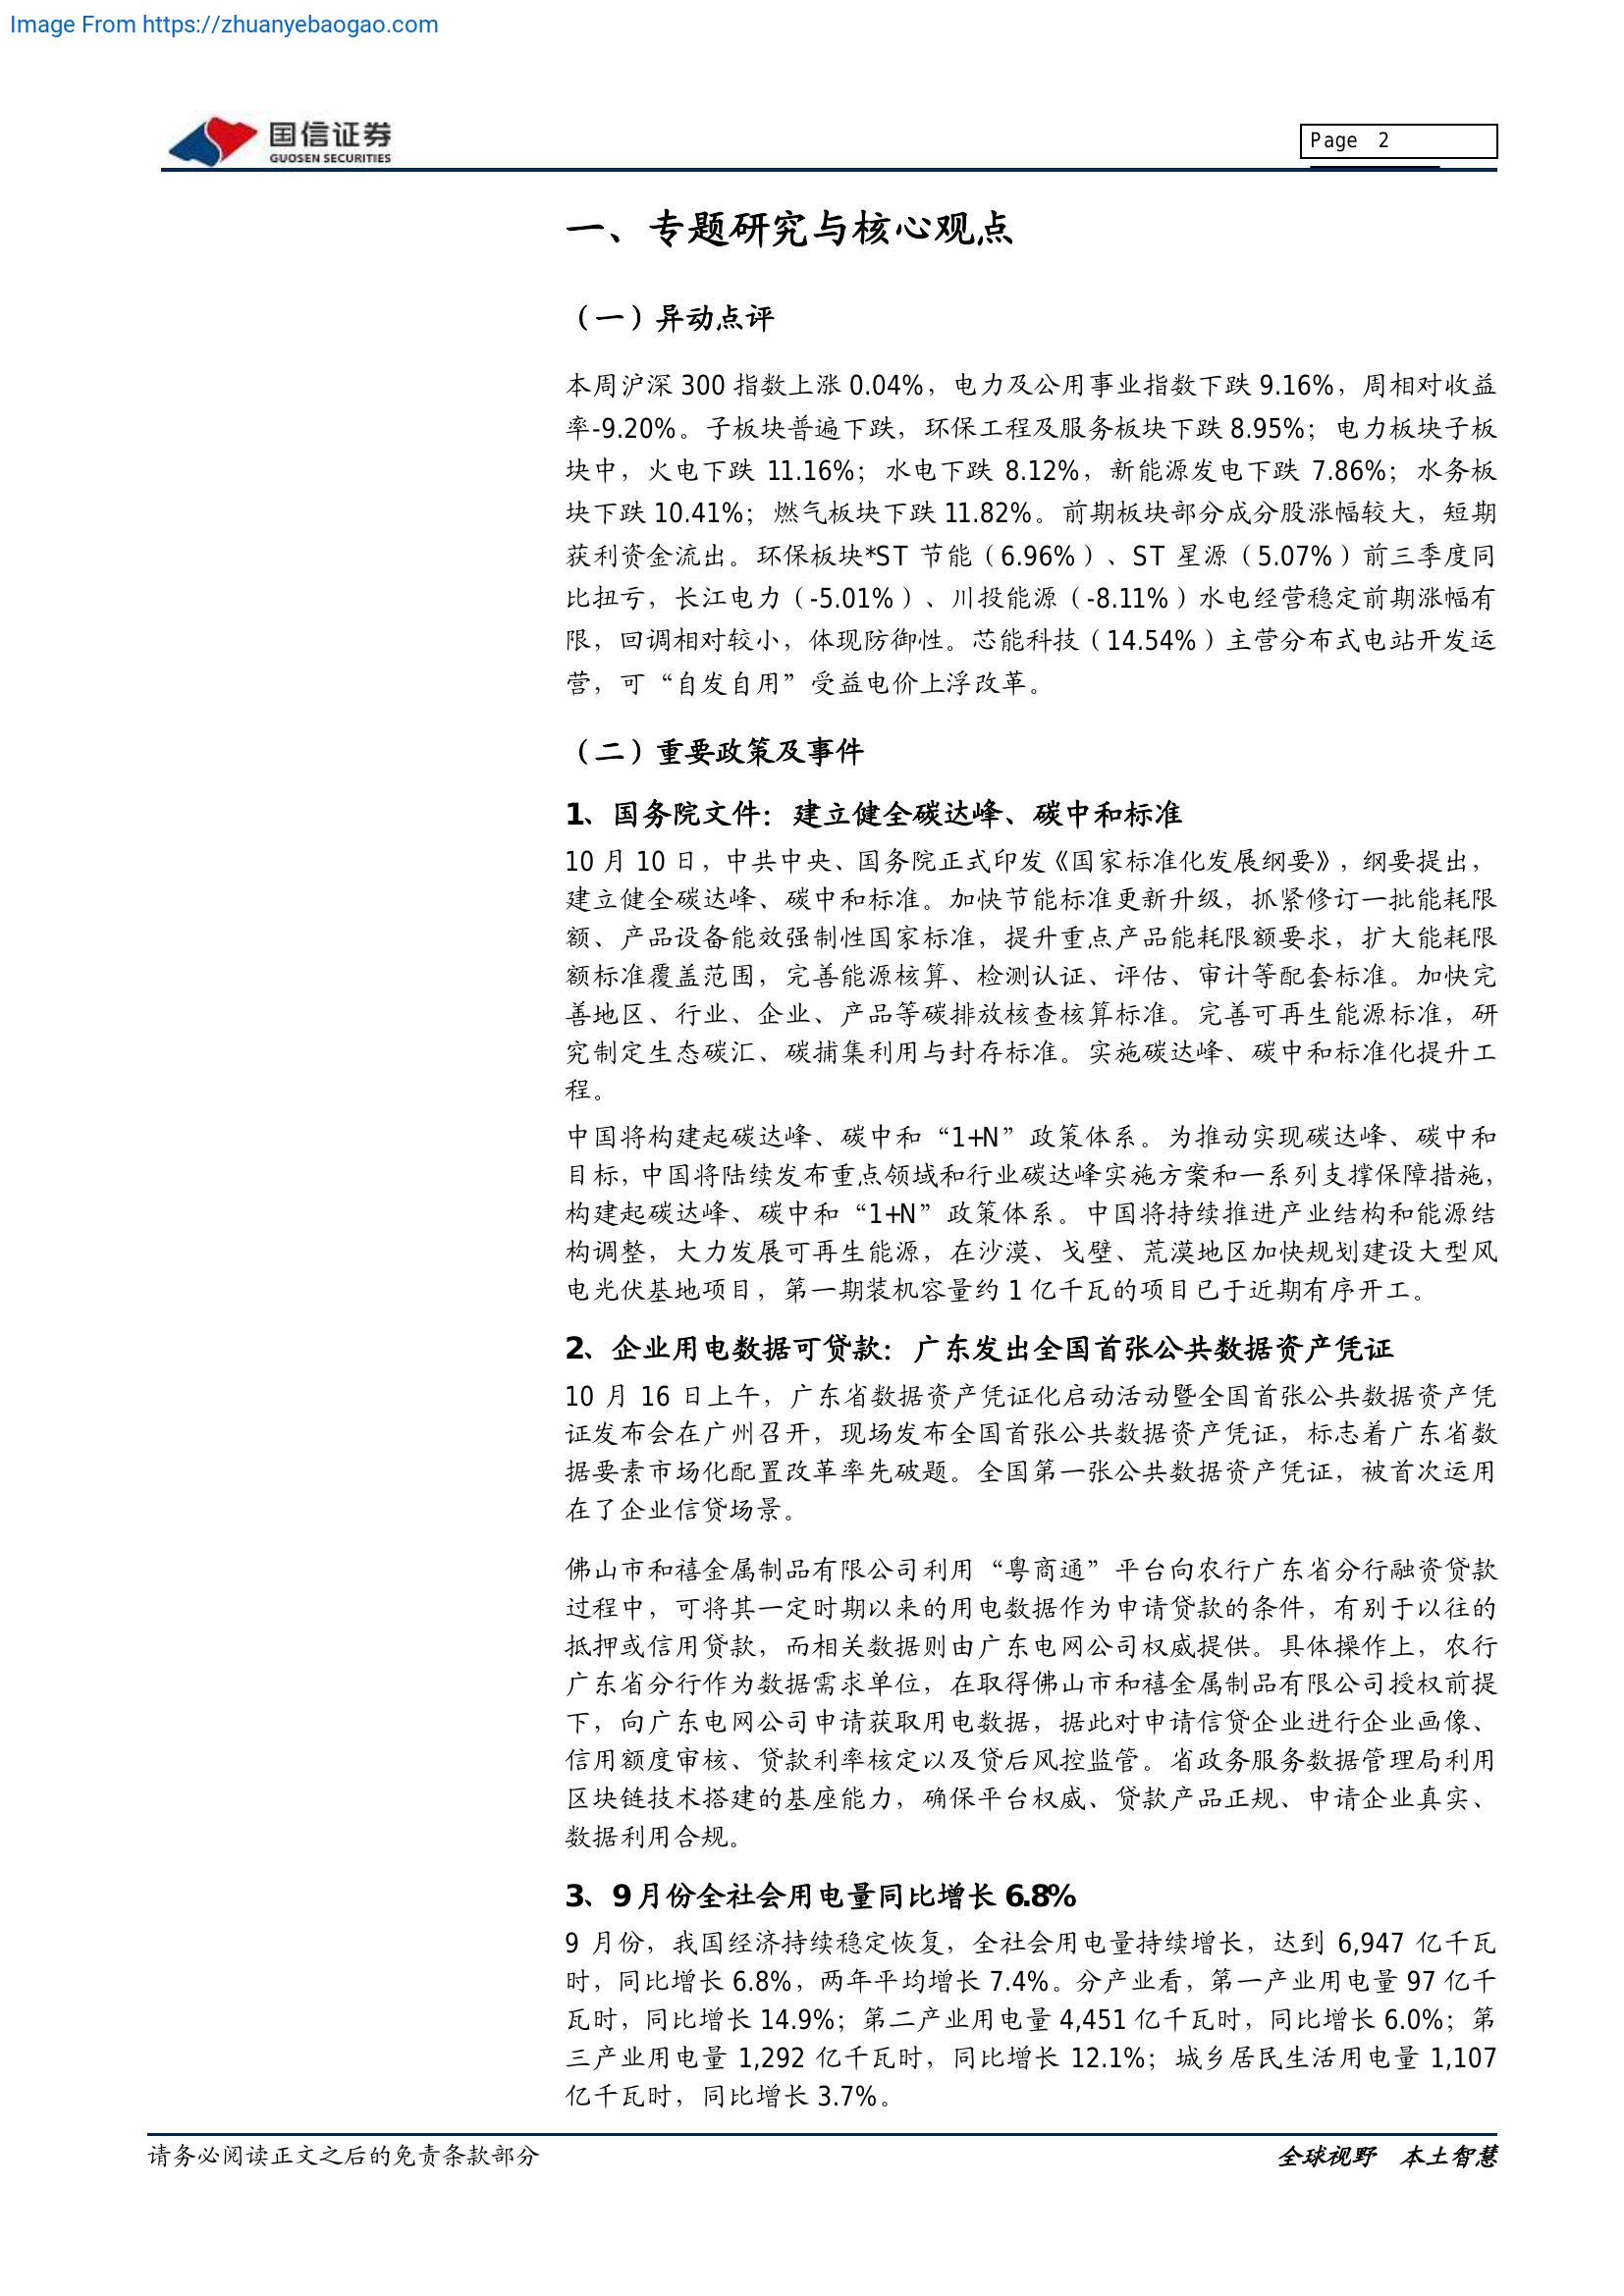 Image From https://zhuanyebaogao.com
国信证券
GUOSEN SECURITIES
Page 2
一、专题研究与核心观点
（一）异动点评
本周沪深 300 指数上涨 0.04%，电力及公用事业指数下跌 9.16%，周相对收益
率-9.20%。子板块普遍下跌，环保工程及服务板块下跌 8.95%；电力板块子板
块中，火电下跌 11.16%；水电下跌 8.12%，新能源发电下跌 7.86%；水务板
块下跌 10.41%；燃气板块下跌 11.82%。前期板块部分成分股涨幅较大，短期
获利资金流出。环保板块*ST 节能（6.96%）、ST 星源（5.07%）前三季度同
比扭亏，长江电力（-5.01%）、川投能源（-8.11%）水电经营稳定前期涨幅有
限，回调相对较小，体现防御性。芯能科技（14.54%）主营分布式电站开发运
营，可“自发自用”受益电价上浮改革。
（二）重要政策及事件
1、国务院文件：建立健全碳达峰、碳中和标准
10 月 10 日，中共中央、国务院正式印发《国家标准化发展纲要》，纲要提出，
建立健全碳达峰、碳中和标准。加快节能标准更新升级，抓紧修订一批能耗限
额、产品设备能效强制性国家标准，提升重点产品能耗限额要求，扩大能耗限
额标准覆盖范围，完善能源核算、检测认证、评估、审计等配套标准。加快完
善地区、行业、企业、产品等碳排放核查核算标准。完善可再生能源标准，研
究制定生态碳汇、碳捕集利用与封存标准。实施碳达峰、碳中和标准化提升工
程。
中国将构建起碳达峰、碳中和“1+N”政策体系。为推动实现碳达峰、碳中和
目标，中国将陆续发布重点领域和行业碳达峰实施方案和一系列支撑保障措施，
构建起碳达峰、碳中和“1+N”政策体系。中国将持续推进产业结构和能源结
构调整，大力发展可再生能源，在沙漠、戈壁、荒漠地区加快规划建设大型风
电光伏基地项目，第一期装机容量约 1 亿千瓦的项目已于近期有序开工。
2、企业用电数据可贷款：广东发出全国首张公共数据资产凭证
10 月 16 日上午，广东省数据资产凭证化启动活动暨全国首张公共数据资产凭
证发布会在广州召开，现场发布全国首张公共数据资产凭证，标志着广东省数
据要素市场化配置改革率先破题。全国第一张公共数据资产凭证，被首次运用
在了企业信贷场景。
佛山市和禧金属制品有限公司利用“粤商通”平台向农行广东省分行融资贷款
过程中，可将其一定时期以来的用电数据作为申请贷款的条件，有别于以往的
抵押或信用贷款，而相关数据则由广东电网公司权威提供。具体操作上，农行
广东省分行作为数据需求单位，在取得佛山市和禧金属制品有限公司授权前提
下，向广东电网公司申请获取用电数据，据此对申请信贷企业进行企业画像、
信用额度审核、贷款利率核定以及贷后风控监管。省政务服务数据管理局利用
区块链技术搭建的基座能力，确保平台权威、贷款产品正规、申请企业真实、
数据利用合规。
3、9 月份全社会用电量同比增长 6.8%
9 月份，我国经济持续稳定恢复，全社会用电量持续增长，达到 6,947 亿千瓦
时，同比增长 6.8%，两年平均增长 7.4%。分产业看，第一产业用电量 97 亿千
瓦时，同比增长 14.9%；第二产业用电量 4,451 亿千瓦时，同比增长 6.0%；第
三产业用电量 1,292 亿千瓦时，同比增长 12.1%；城乡居民生活用电量 1,107
亿千瓦时，同比增长 3.7%。
请务必阅读正文之后的免责条款部分
全球视野 本土智慧